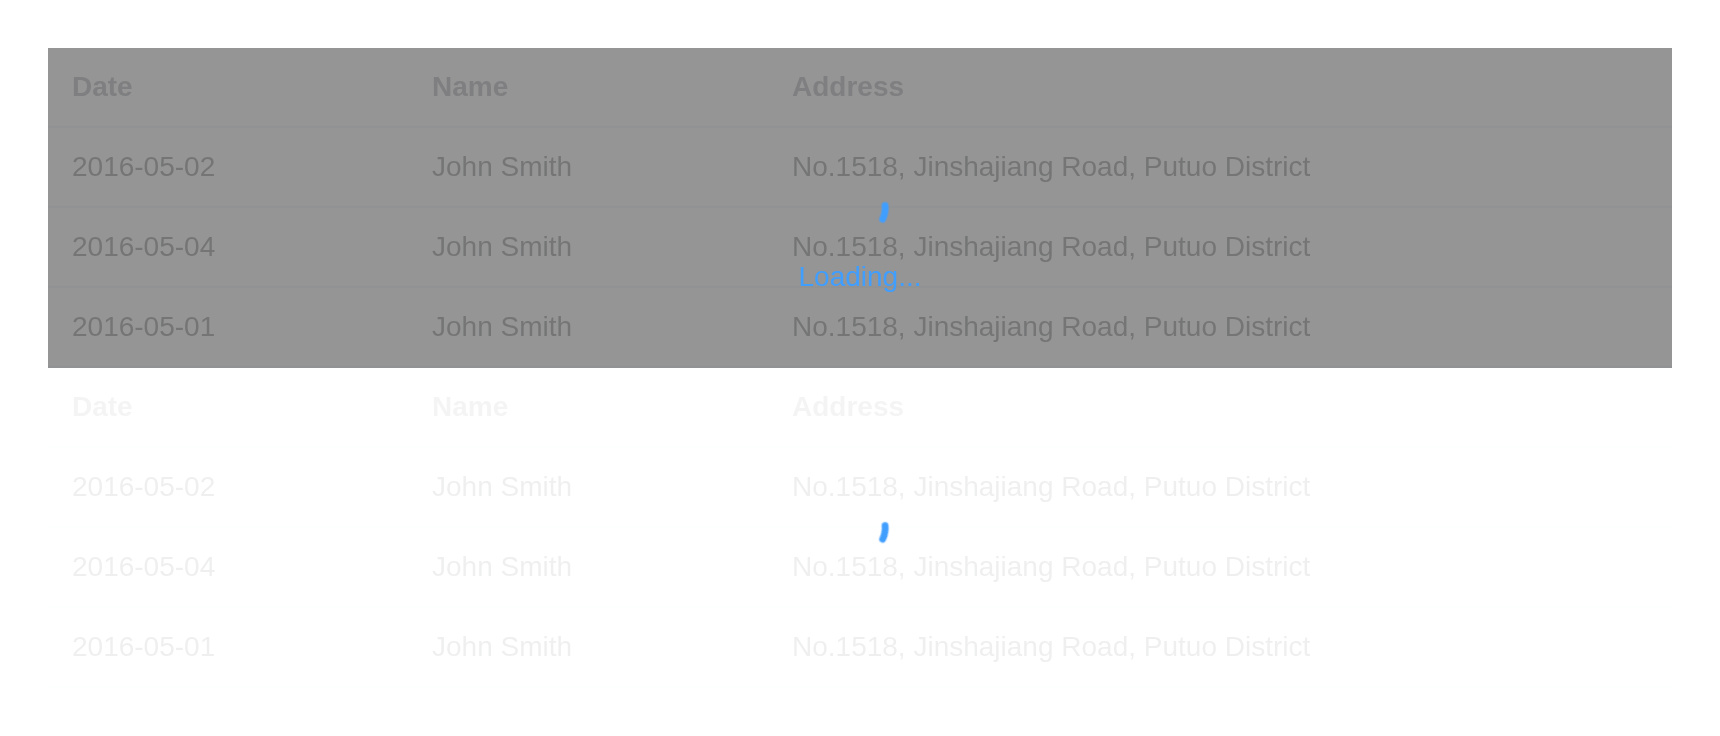 Date Name Address
2016-05-02 John Smith No.1518, Jinshajiang Road, Putuo District
2016-05-04 John Smith No.1518, Jinshajiang Road, Putuo District
Loading...
2016-05-01 John Smith No.1518, Jinshajiang Road, Putuo District
Date Name Address
2016-05-02 John Smith No.1518, Jinshajiang Road, Putuo District
2016-05-04 John Smith No.1518, Jinshajiang Road, Putuo District
2016-05-01 John Smith No.1518, Jinshajiang Road, Putuo District